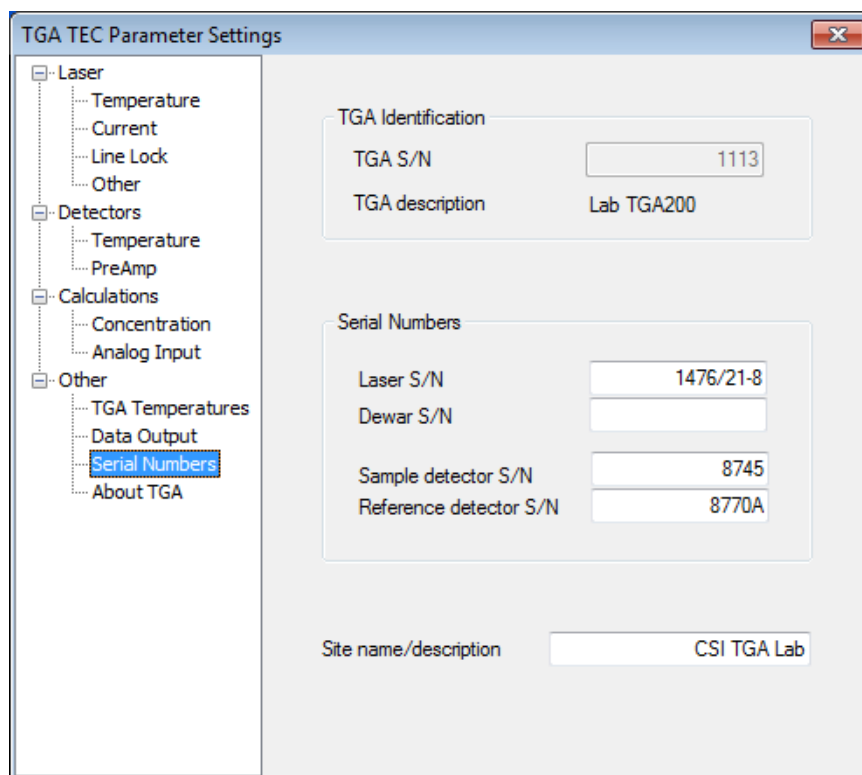 TGA TEC Parameter Settings
Laser
Temperature
Current
Line Lock
Other
Detectors
Temperature
PreAmp
Calculations
Concentration
Analog Input
Other
TGA Temperatures
Data Output
Serial Numbers
About TGA
TGA Identification
TGA S/N 1113
TGA description Lab TGA200
Serial Numbers
Laser S/N 1476/21-8
Dewar S/N
Sample detector S/N 8745
Reference detector S/N 8770A
Site name/description CSI TGA Lab